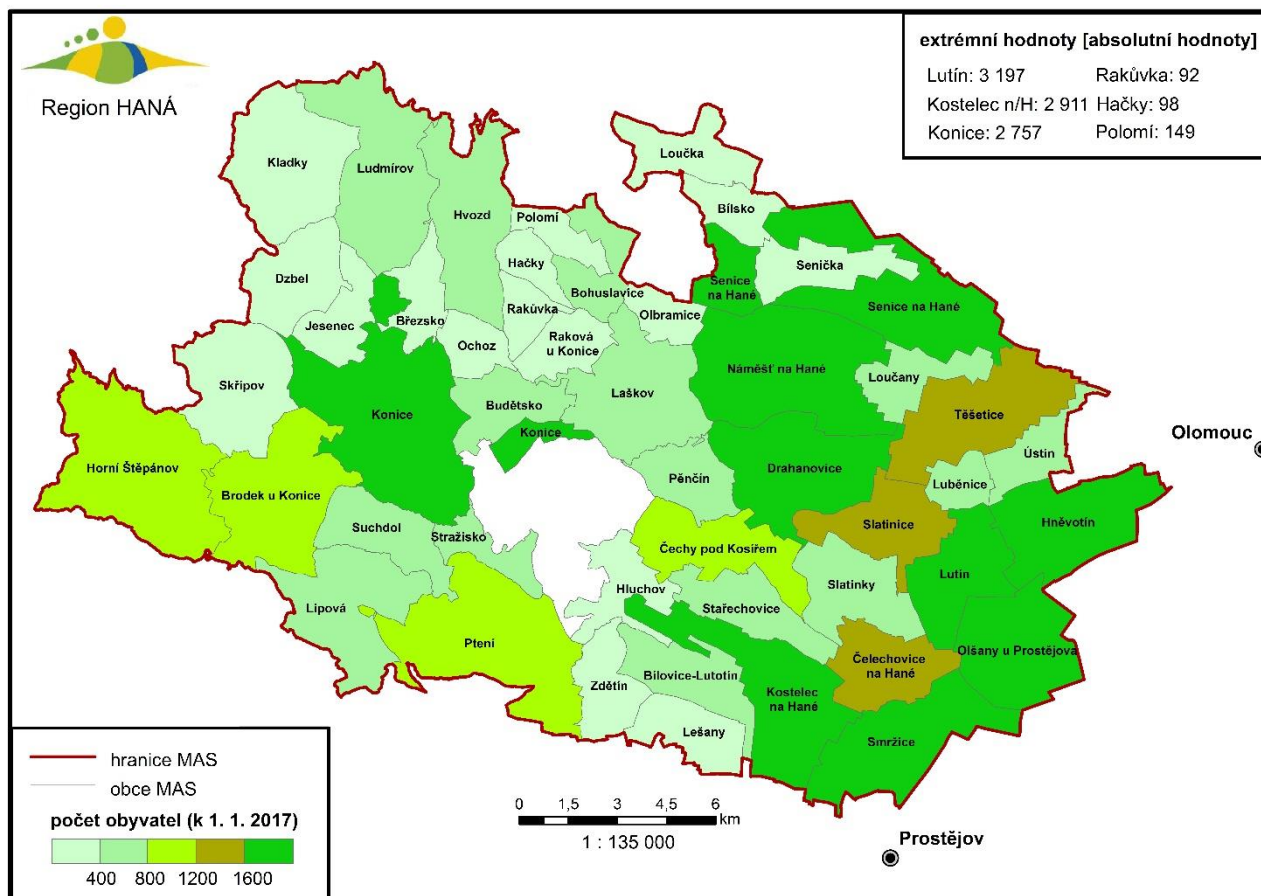 Region HANÁ
extrémní hodnoty [absolutní hodnoty]
Lutín: 3 197 Rakůvka: 92
Kostelec n/H: 2 911 Hačky: 98
Konice: 2 757 Polomí: 149
Kladky
Ludmírov
Hvozd
Polomí
Loučka
Bílsko
Dzbel
Jesenec
Březsko
Hačky
Rakůvka
Bohuslavice
Senice
na Hané
Senička
Senice na Hané
Olbramice
Ochoz
Raková
u Konice
Skřipov
Konice
Budětsko
Laškov
Náměšť na Hané
Loučany
Těšetice
Konice
Olomouc
Horní Štěpánov
Brodek u Konice
Pěnčín
Drahanovice
Ústín
Luběnice
Suchdol
Stražisko
Čechy pod Kosířem
Slatinice
Hněvotín
Lutín
Hluchov
Slatinky
Stařechovice
Lipová
Ptení
Olšany u Prostějova
Čelechovice
na Hané
Zdětín
Bílovice-Lutotín
Kostelec
na Hané
Lešany
Smržice
hranice MAS
obce MAS
počet obyvatel (k 1. 1. 2017)
400 800 1200 1600
0 1,5 3 4,5 6
km
1 : 135 000
Prostějov